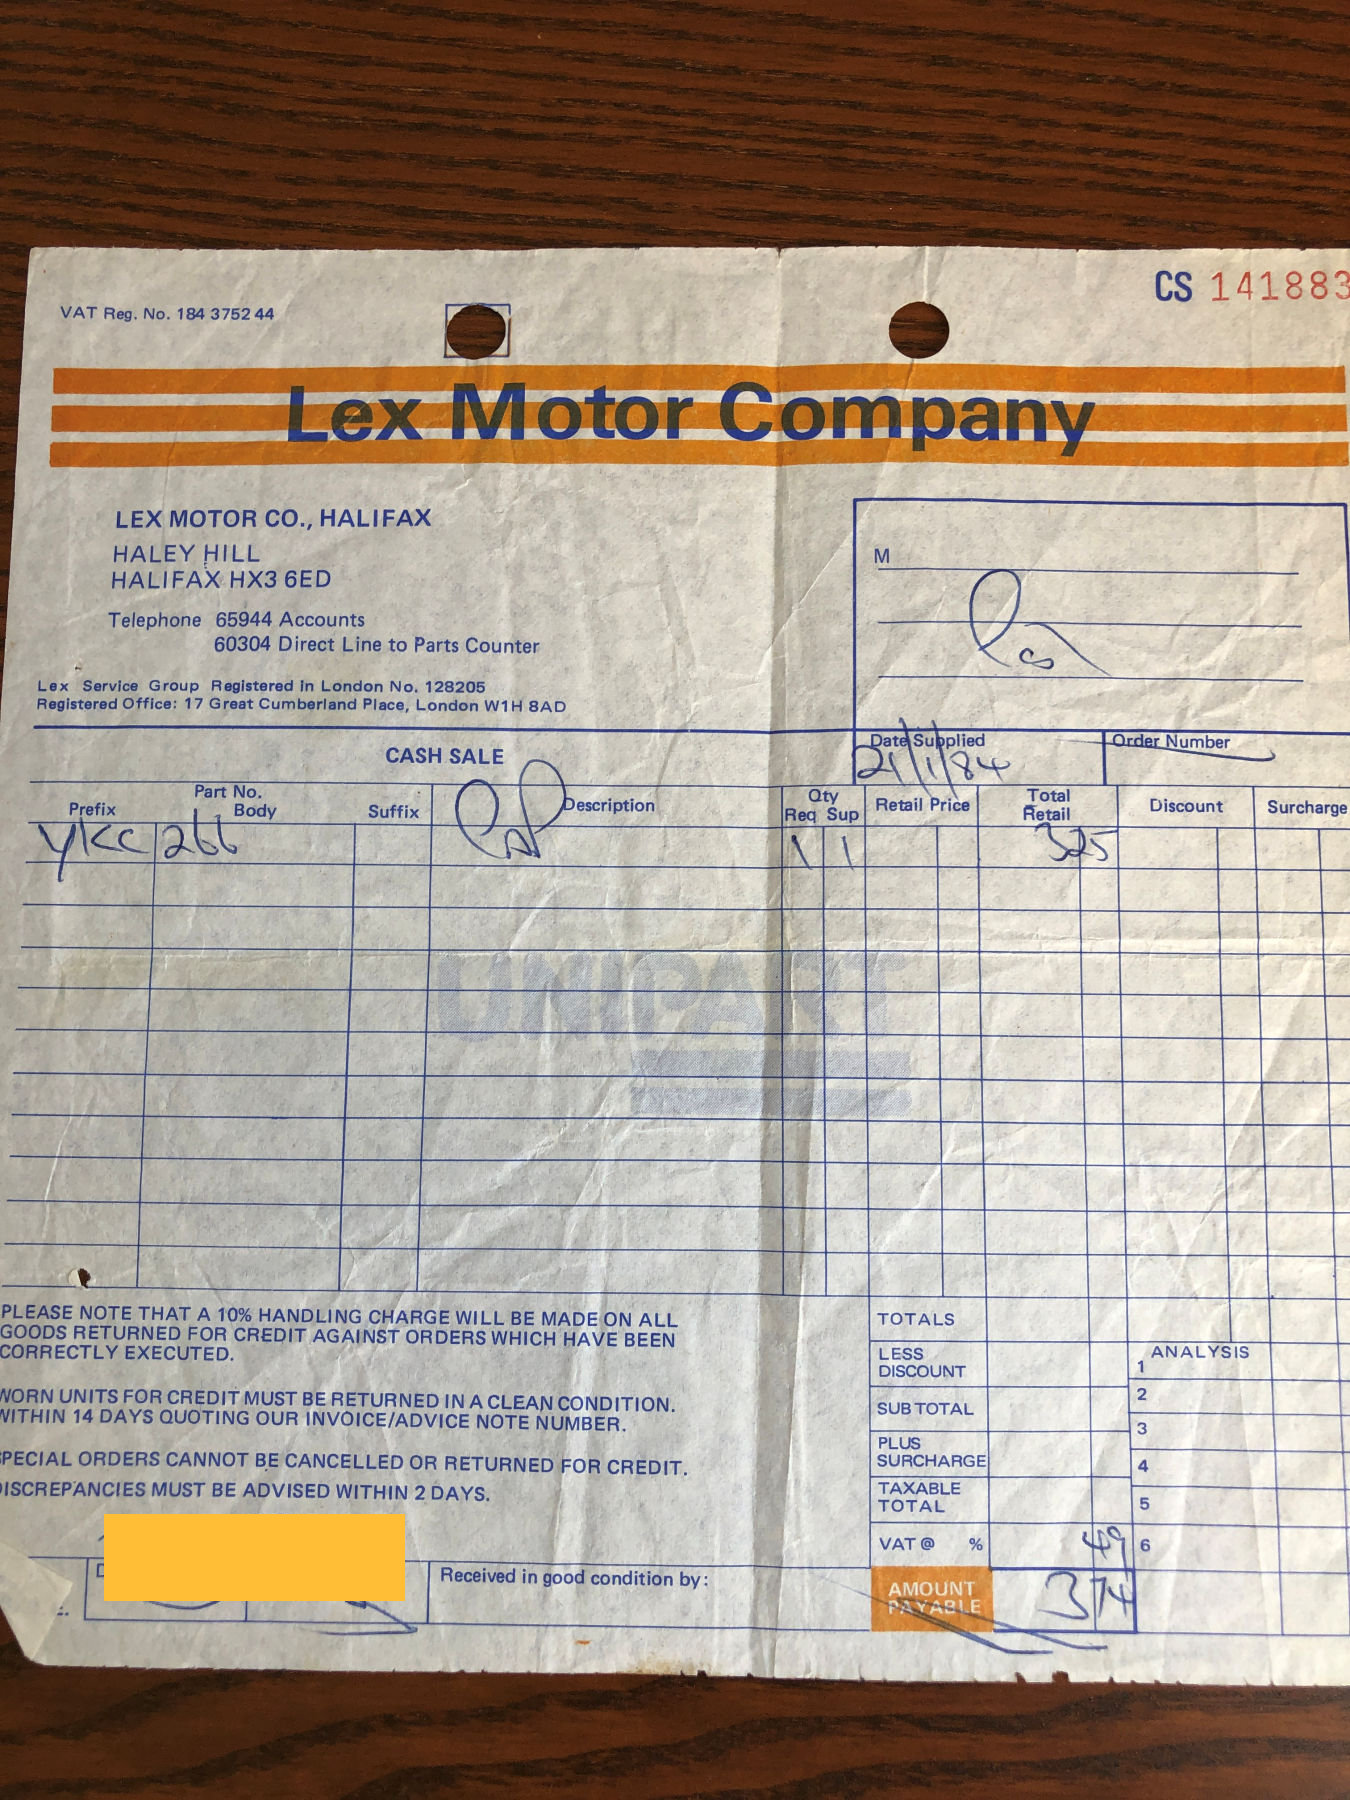 CS 141883
VAT Reg. No. 184 3752 44
Lex Motor Company
LEX MOTOR CO., HALIFAX
HALEY HILL
HALIFAX HX3 6ED
Telephone 65944 Accounts
60304 Direct Line to Parts Counter
Lex Service Group Registered in London No. 128205
Registered Office: 17 Great Cumberland Place, London W1H 8AD
M
CASH SALE
Date Supplied
21/1/84
Order Number
Part No.
Prefix Body Suffix
Description
Qty
Req Sup
Retail Price
Total
Retail
Discount
Surcharge
YKC 266 1 1 325
UNIPART
PLEASE NOTE THAT A 10% HANDLING CHARGE WILL BE MADE ON ALL
GOODS RETURNED FOR CREDIT AGAINST ORDERS WHICH HAVE BEEN
CORRECTLY EXECUTED.
WORN UNITS FOR CREDIT MUST BE RETURNED IN A CLEAN CONDITION.
WITHIN 14 DAYS QUOTING OUR INVOICE/ADVICE NOTE NUMBER.
SPECIAL ORDERS CANNOT BE CANCELLED OR RETURNED FOR CREDIT.
DISCREPANCIES MUST BE ADVISED WITHIN 2 DAYS.
Received in good condition by:
TOTALS
LESS
DISCOUNT
SUB TOTAL
PLUS
SURCHARGE
TAXABLE
TOTAL
VAT @ % 49
AMOUNT
PAYABLE
3 74
ANALYSIS
1
2
3
4
5
6